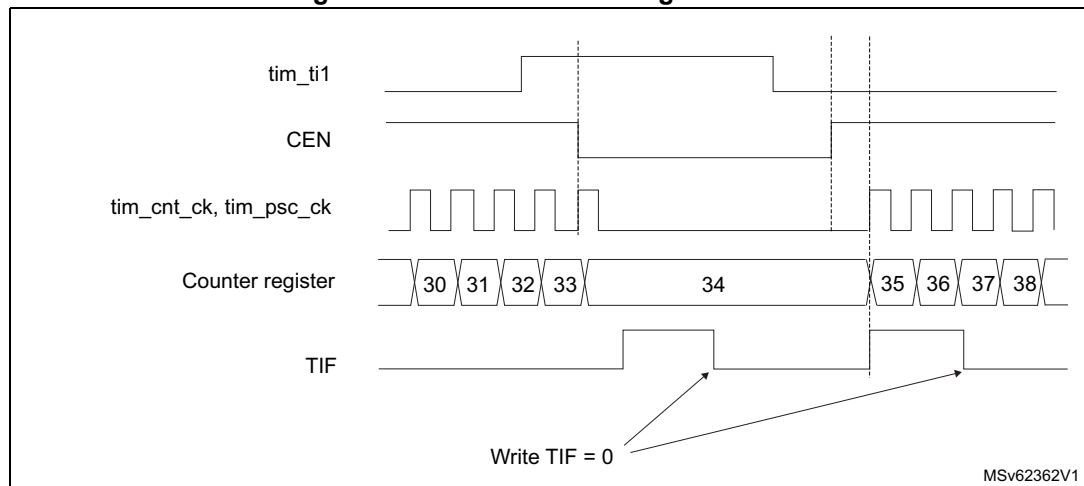 tim_ti1
CEN
tim_cnt_ck, tim_psc_ck
Counter register 30 31 32 33 34 35 36 37 38
TIF
Write TIF = 0
MSv62362V1